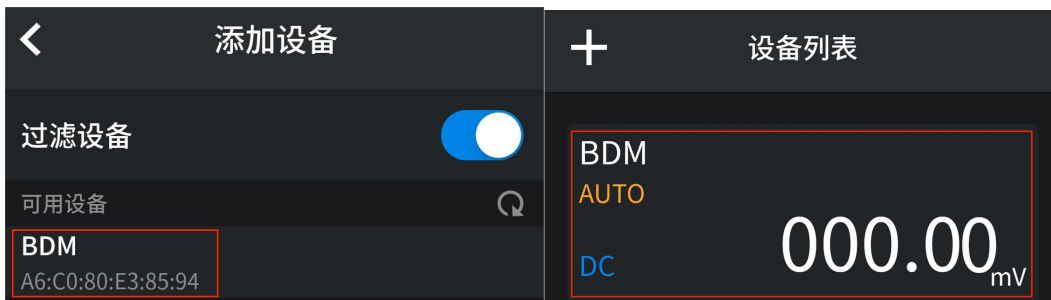 添加设备
过滤设备
可用设备
BDM
A6:C0:80:E3:85:94
设备列表
BDM
AUTO
DC
000.00
mV